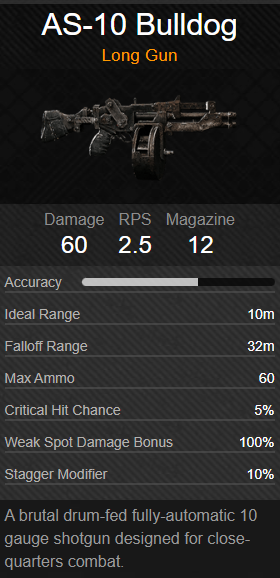 AS-10 Bulldog
Long Gun
Damage RPS Magazine
60 2.5 12
Accuracy
Ideal Range 10m
Falloff Range 32m
Max Ammo 60
Critical Hit Chance 5%
Weak Spot Damage Bonus 100%
Stagger Modifier 10%
A brutal drum-fed fully-automatic 10
gauge shotgun designed for close-
quarters combat.